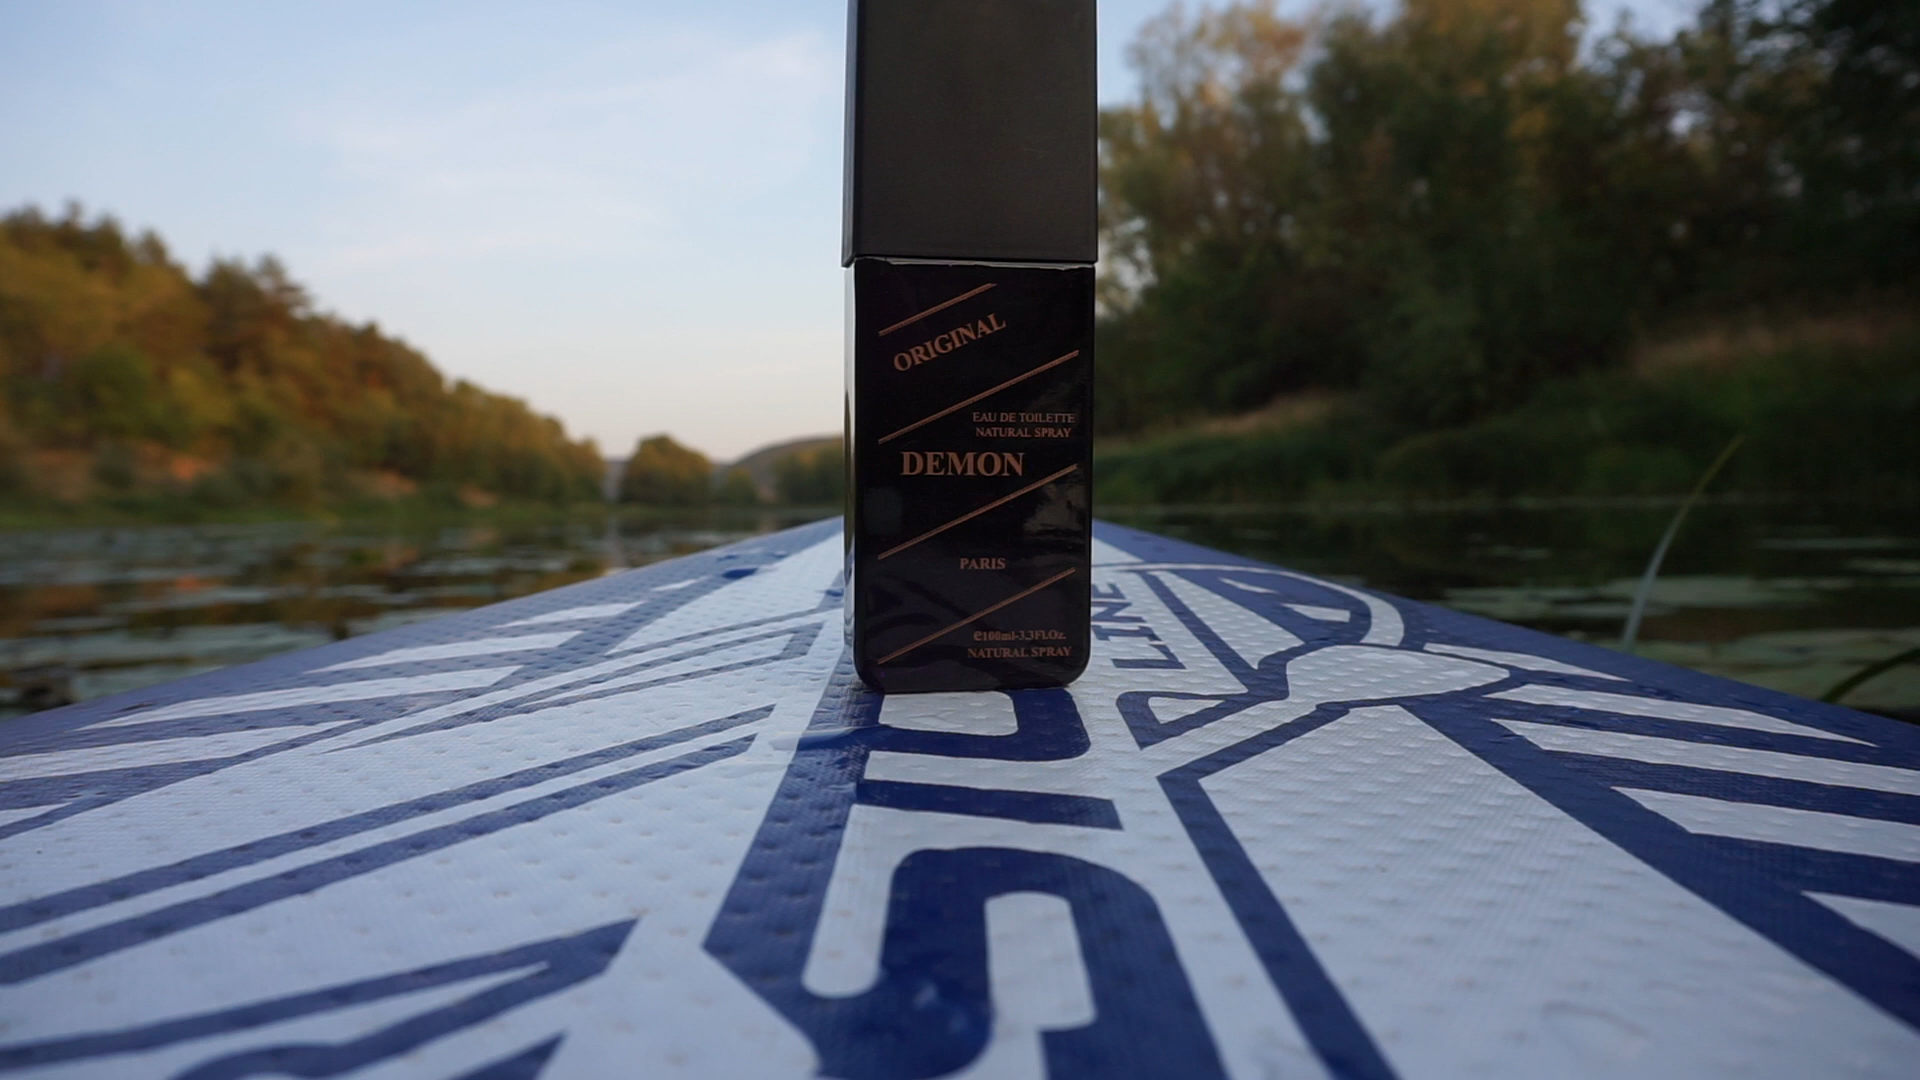 ORIGINAL
EAU DE TOILETTE
NATURAL SPRAY
DEMON
PARIS
℮100ml-3,3FLOz.
NATURAL SPRAY
LINE